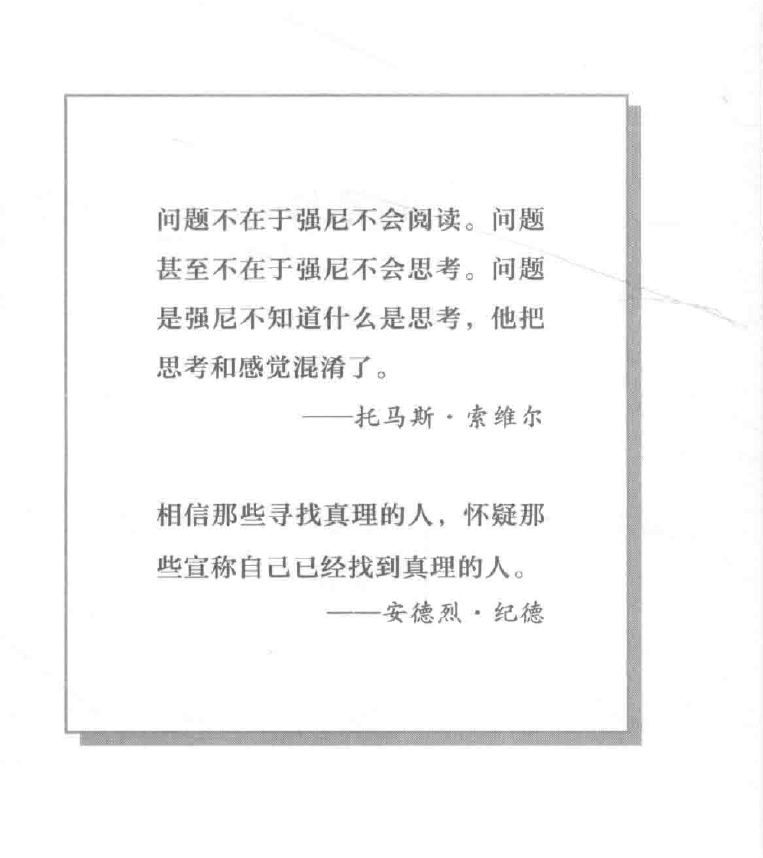 问题不在于强尼不会阅读。问题
甚至不在于强尼不会思考。问题
是强尼不知道什么是思考，他把
思考和感觉混淆了。
——托马斯·索维尔
相信那些寻找真理的人，怀疑那
些宣称自己已经找到真理的人。
——安德烈·纪德